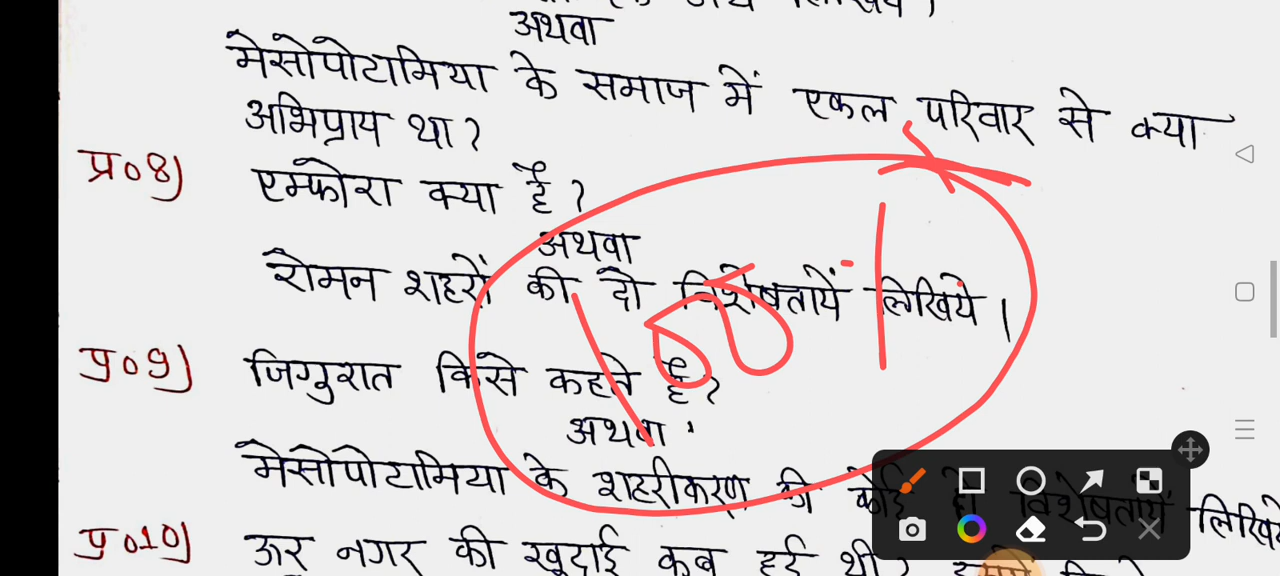 अथवा
मेसोपोटामिया के समाज में एकल परिवार से क्या
अभिप्राय था?
प्र०8) एम्फोरा क्या है?
अथवा
रोमन शहरों की दो विशेषतायें लिखिये।
प्र०9) जिगुरात किसे कहते है?
अथवा
मेसोपोटामिया के शहरीकरण की कोई दो विशेषतायें लिखिये
प्र०10) ऊर नगर की खुदाई कब हुई थी?